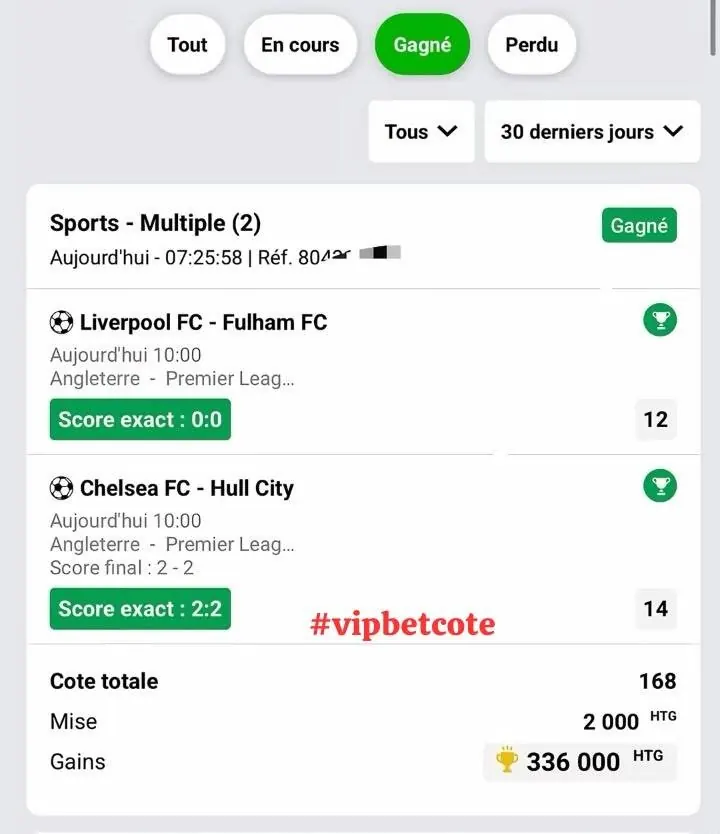 Tout En cours Gagné Perdu
Tous 30 derniers jours
Sports - Multiple (2) Gagné
Aujourd'hui - 07:25:58 | Réf.
Liverpool FC - Fulham FC
Aujourd'hui 10:00
Angleterre - Premier Leag...
Score exact : 0:0 12
Chelsea FC - Hull City
Aujourd'hui 10:00
Angleterre - Premier Leag...
Score final : 2 - 2
Score exact : 2:2 14
#vipbetcote
Cote totale 168
Mise 2 000 HTG
Gains 336 000 HTG